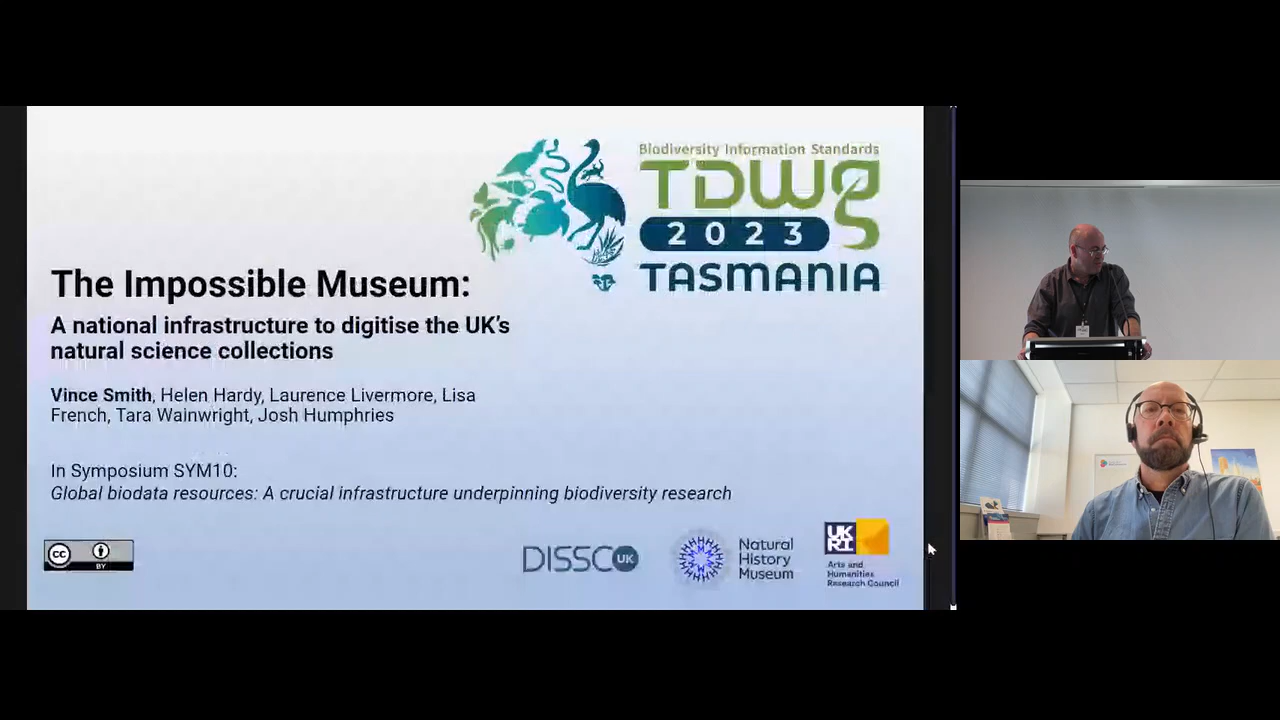 Biodiversity Information Standards
TDWG
2023
TASMANIA
The Impossible Museum:
A national infrastructure to digitise the UK's
natural science collections
Vince Smith, Helen Hardy, Laurence Livermore, Lisa
French, Tara Wainwright, Josh Humphries
In Symposium SYM10:
Global biodata resources: A crucial infrastructure underpinning biodiversity research
cc
BY
DISSCO UK
Natural
History
Museum
UK
RI
Arts and
Humanities
Research Council